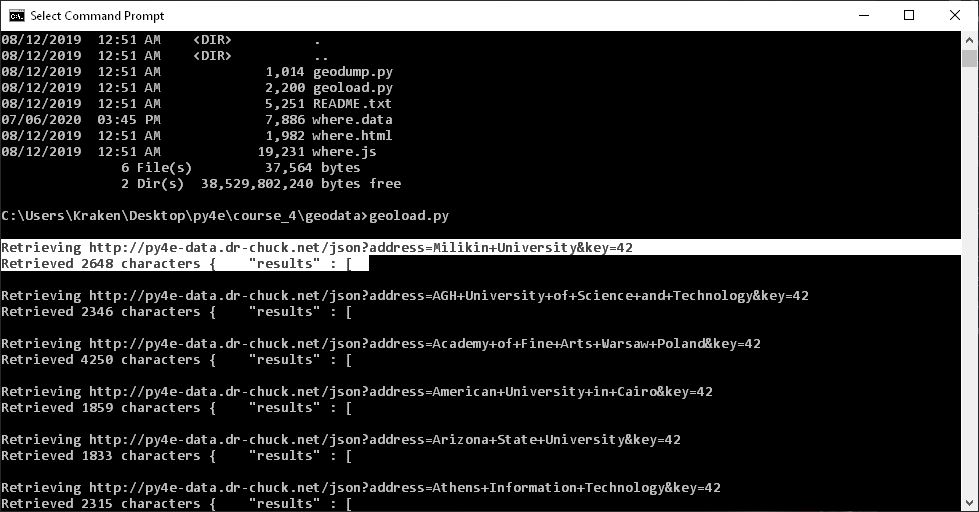 Select Command Prompt
08/12/2019  12:51 AM    <DIR>          .
08/12/2019  12:51 AM    <DIR>          ..
08/12/2019  12:51 AM             1,014 geodump.py
08/12/2019  12:51 AM             2,200 geoload.py
08/12/2019  12:51 AM             5,251 README.txt
07/06/2020  03:45 PM             7,886 where.data
08/12/2019  12:51 AM             1,982 where.html
08/12/2019  12:51 AM            19,231 where.js
               6 File(s)         37,564 bytes
               2 Dir(s)  38,529,802,240 bytes free
C:\Users\Kraken\Desktop\py4e\course_4\geodata>geoload.py
Retrieving http://py4e-data.dr-chuck.net/json?address=Milikin+University&key=42
Retrieved 2648 characters {    "results" : [
Retrieving http://py4e-data.dr-chuck.net/json?address=AGH+University+of+Science+and+Technology&key=42
Retrieved 2346 characters {    "results" : [
Retrieving http://py4e-data.dr-chuck.net/json?address=Academy+of+Fine+Arts+Warsaw+Poland&key=42
Retrieved 4250 characters {    "results" : [
Retrieving http://py4e-data.dr-chuck.net/json?address=American+University+in+Cairo&key=42
Retrieved 1859 characters {    "results" : [
Retrieving http://py4e-data.dr-chuck.net/json?address=Arizona+State+University&key=42
Retrieved 1833 characters {    "results" : [
Retrieving http://py4e-data.dr-chuck.net/json?address=Athens+Information+Technology&key=42
Retrieved 2315 characters {    "results" : [